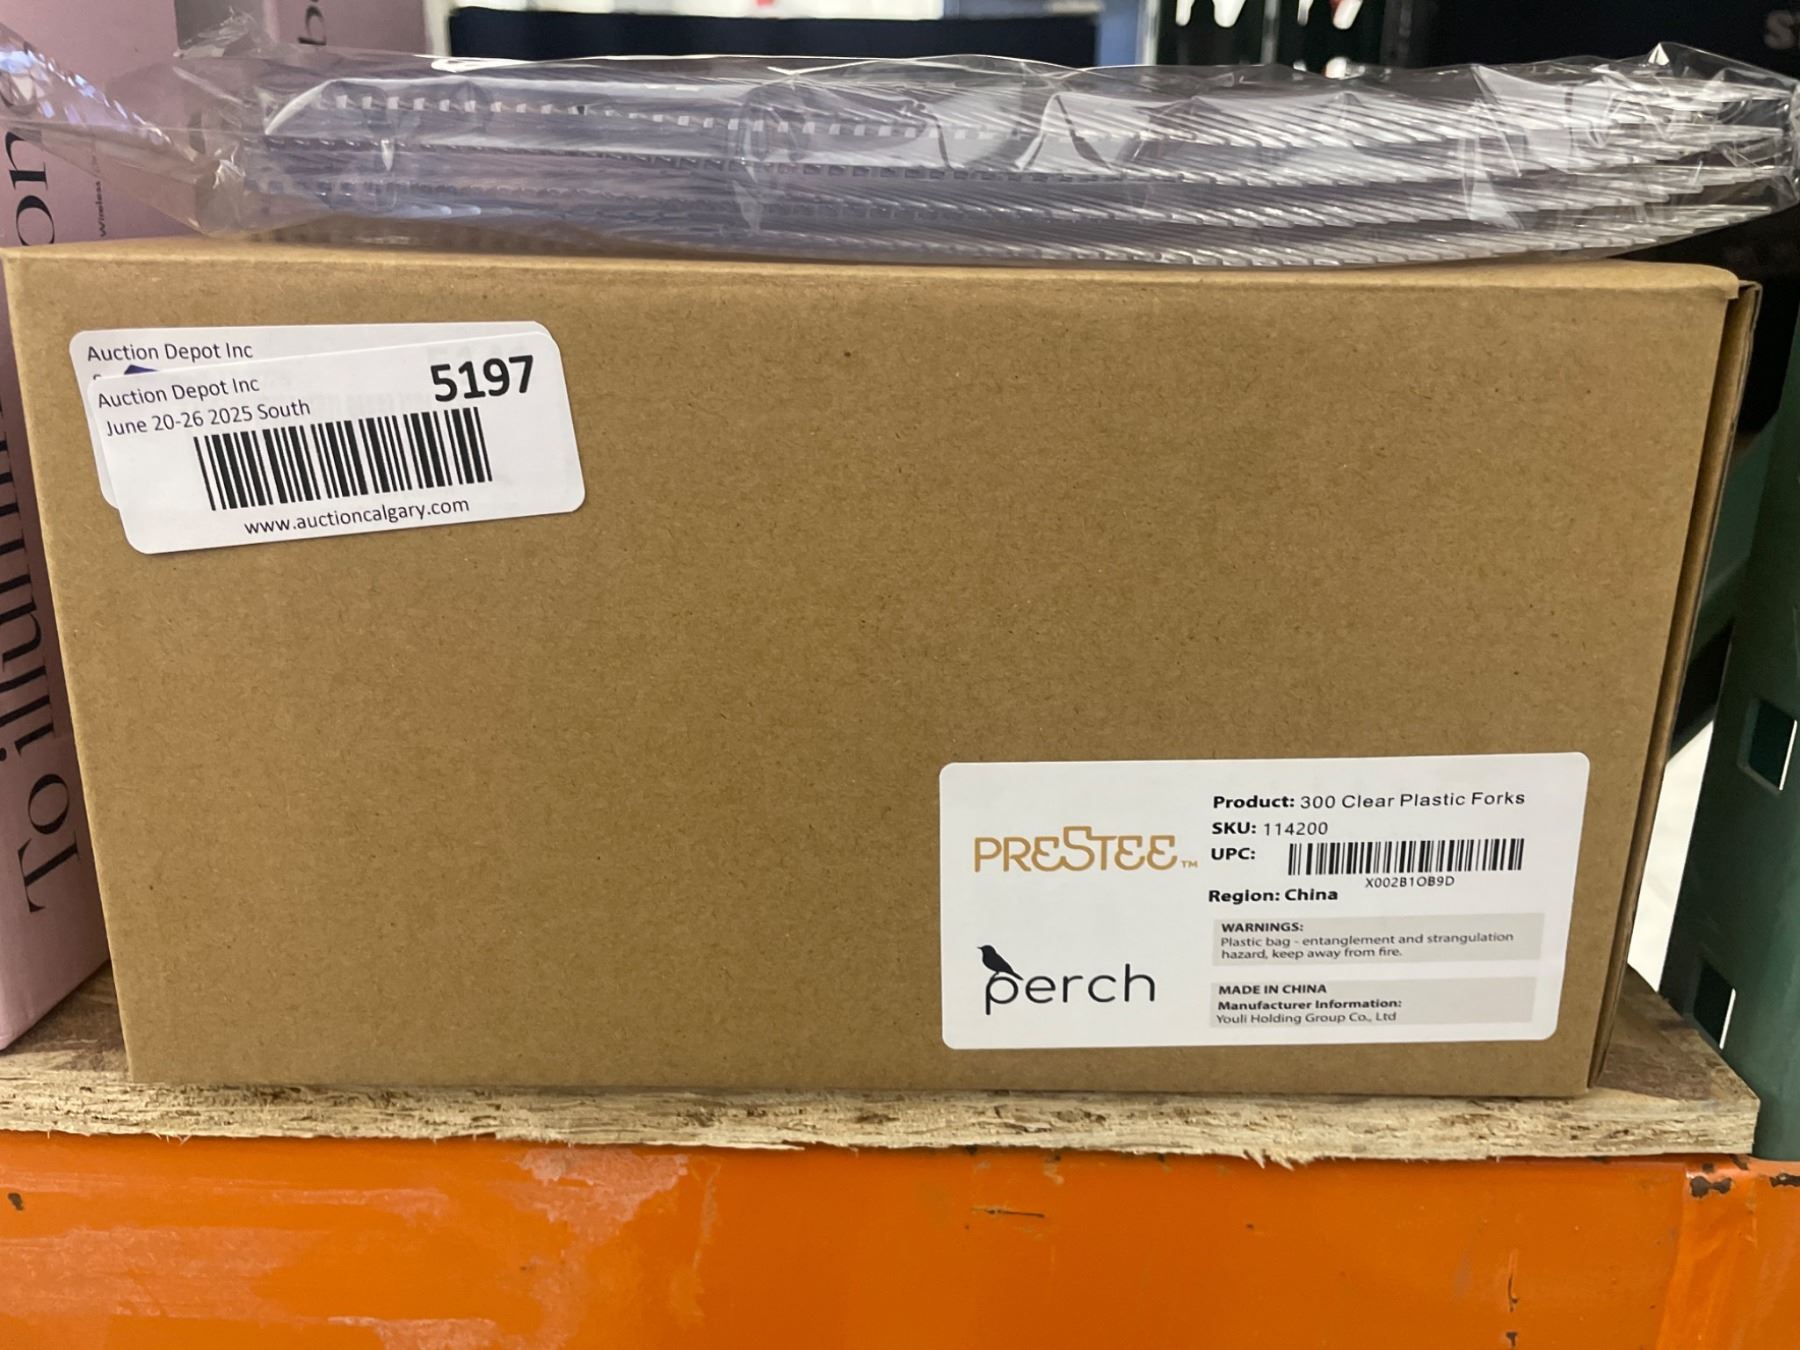 Auction Depot Inc
Auction Depot Inc
5197
June 20-26 2025 South
www.auctioncalgary.com
PRESTEE™
Product: 300 Clear Plastic Forks
SKU: 114200
UPC:
X002B1OB9D
Region: China
WARNINGS:
Plastic bag - entanglement and strangulation
hazard, keep away from fire.
perch
MADE IN CHINA
Manufacturer Information:
Youli Holding Group Co., Ltd